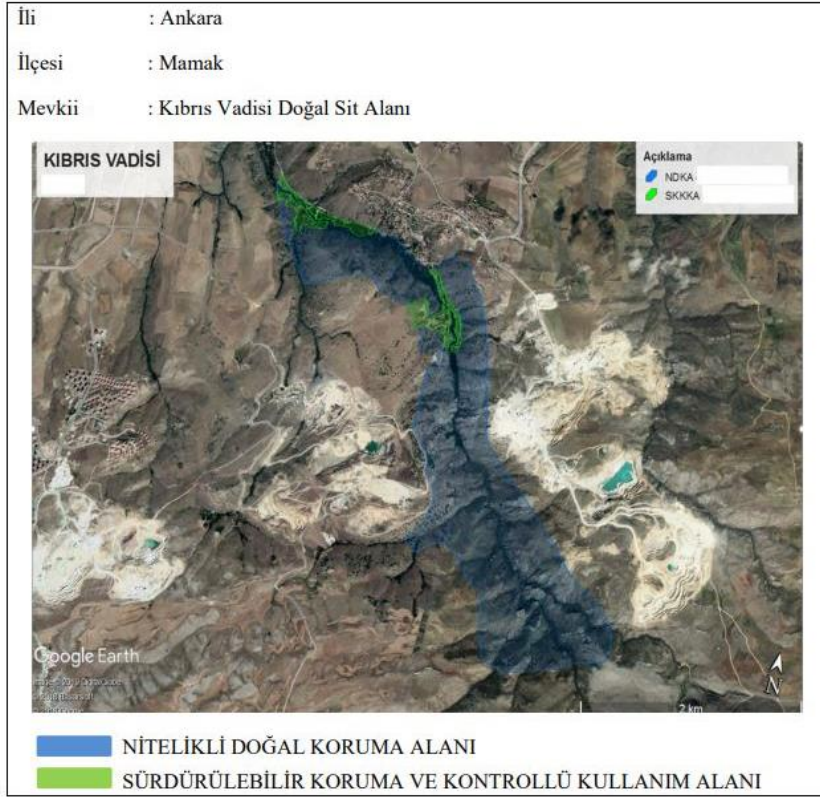 İli : Ankara
İlçesi : Mamak
Mevkii : Kıbrıs Vadisi Doğal Sit Alanı
KIBRIS VADİSİ
Açıklama
NDKA
SKKKA
Google Earth
N
2 km
NİTELİKLİ DOĞAL KORUMA ALANI
SÜRDÜRÜLEBİLİR KORUMA VE KONTROLLÜ KULLANIM ALANI